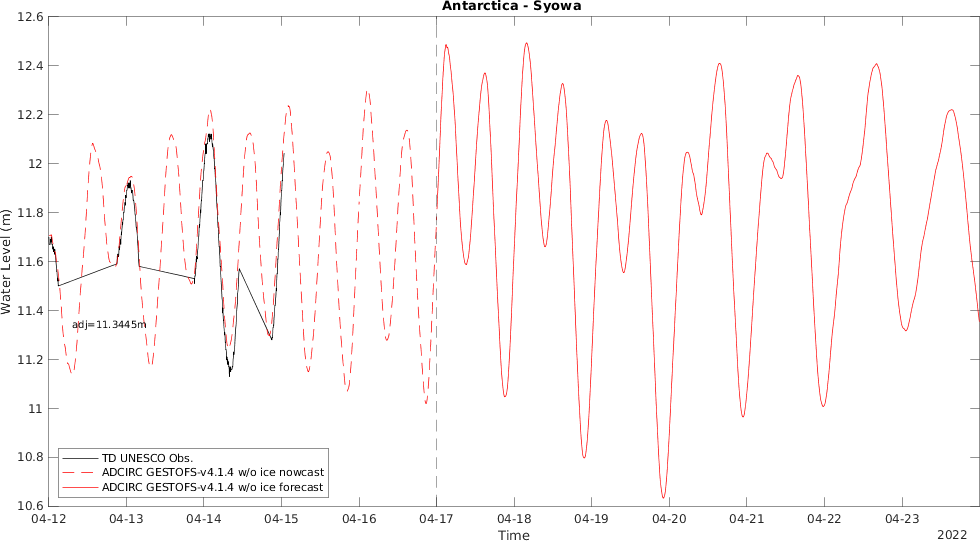 Antarctica - Syowa
12.6
12.4
12.2
12
11.8
11.6
11.4
11.2
11
10.8
10.6
Water Level (m)
adj=11.3445m
TD UNESCO Obs.
ADCIRC GESTOFS-v4.1.4 w/o ice nowcast
ADCIRC GESTOFS-v4.1.4 w/o ice forecast
04-12 04-13 04-14 04-15 04-16 04-17 04-18 04-19 04-20 04-21 04-22 04-23
Time
2022